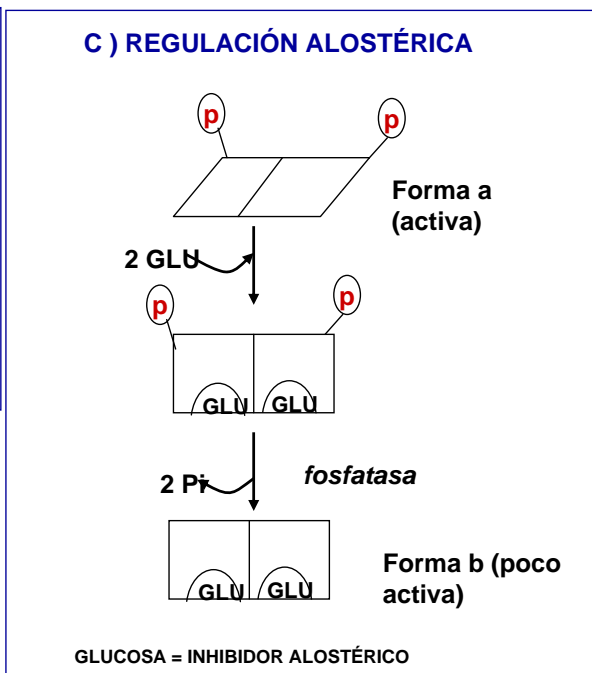 C ) REGULACIÓN ALOSTÉRICA
p
p
Forma a
(activa)
2 GLU
p
p
GLU
GLU
2 Pi
fosfatasa
GLU
GLU
Forma b (poco
activa)
GLUCOSA = INHIBIDOR ALOSTÉRICO